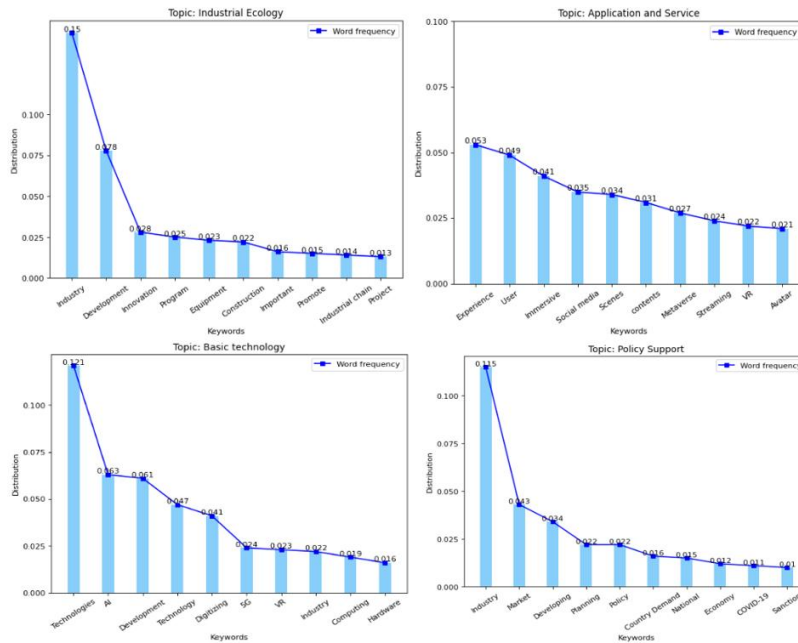 Topic: Industrial Ecology
Word frequency
0.15
0.100
0.075
0.050
0.025
0.000
Distribution
0.078
0.028
0.025
0.023
0.022
0.016
0.015
0.014
0.013
Industry
Development
Innovation
Program
Equipment
Construction
Important
Promote
Industrial chain
Project
Keywords
Topic: Application and Service
Word frequency
0.100
0.075
0.050
0.025
0.000
Distribution
0.053
0.049
0.041
0.035
0.034
0.031
0.027
0.024
0.022
0.021
Experience
User
Immersive
Social media
Scenes
contents
Metaverse
Streaming
VR
Avatar
Keywords
Topic: Basic technology
Word frequency
0.121
0.100
0.075
0.050
0.025
0.000
Distribution
0.063
0.061
0.047
0.041
0.024
0.023
0.022
0.019
0.016
Technologies
AI
Development
Technology
Digitizing
5G
VR
Industry
Computing
Hardware
Keywords
Topic: Policy Support
Word frequency
0.115
0.100
0.075
0.050
0.025
0.000
Distribution
0.043
0.034
0.022
0.022
0.016
0.015
0.012
0.011
0.01
Industry
Market
Developing
Planning
Policy
Country Demand
National
Economy
COVID-19
Sanction
Keywords